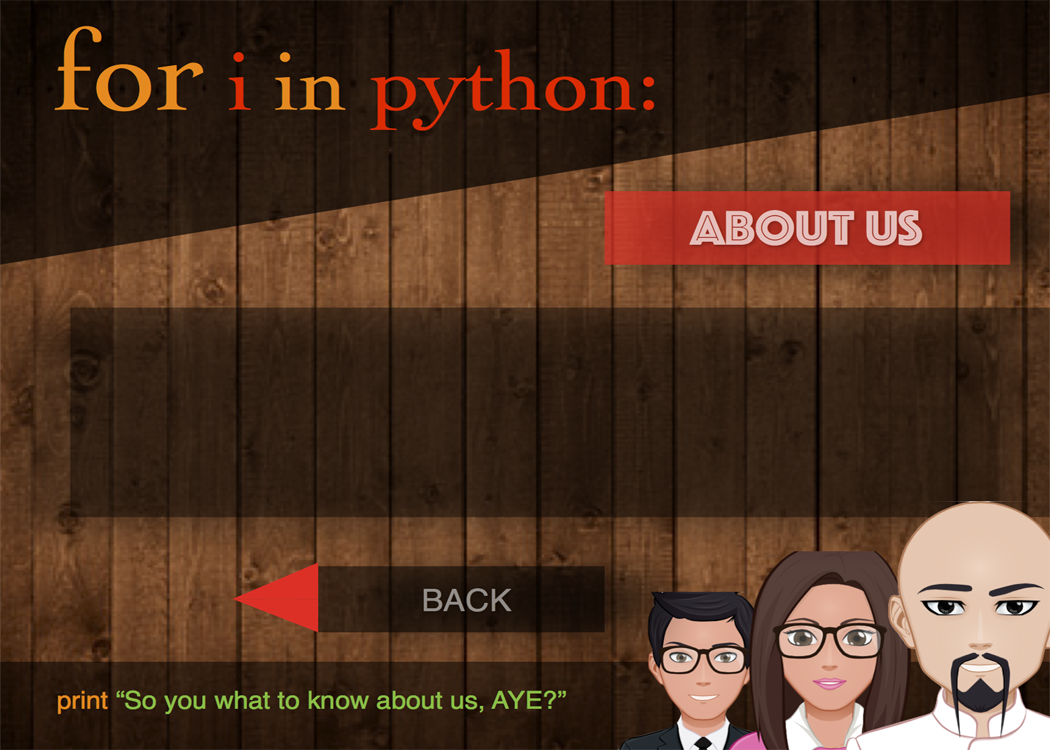 for i in python:
ABOUT US
BACK
print “So you what to know about us, AYE?”